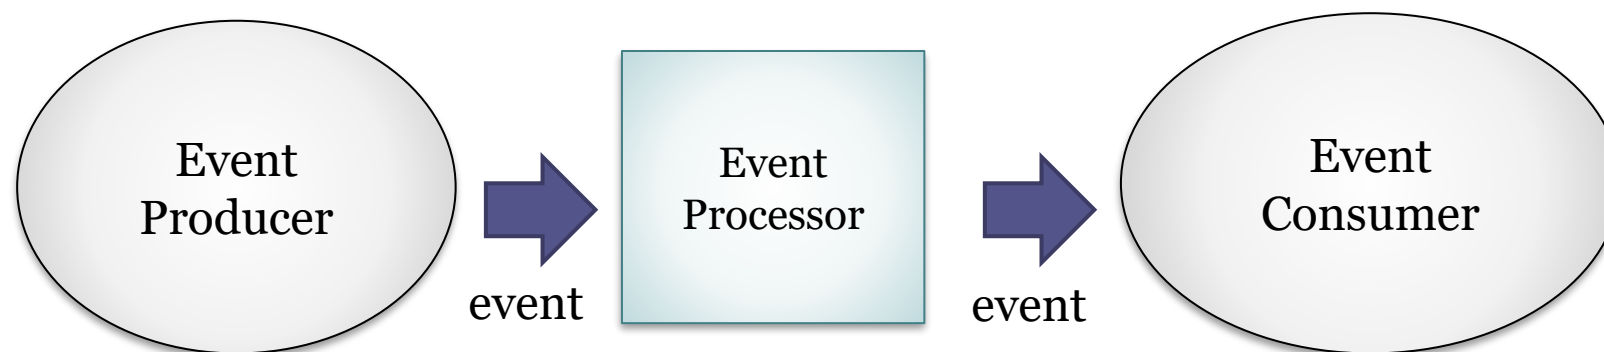 Event
Producer
event
Event
Processor
event
Event
Consumer